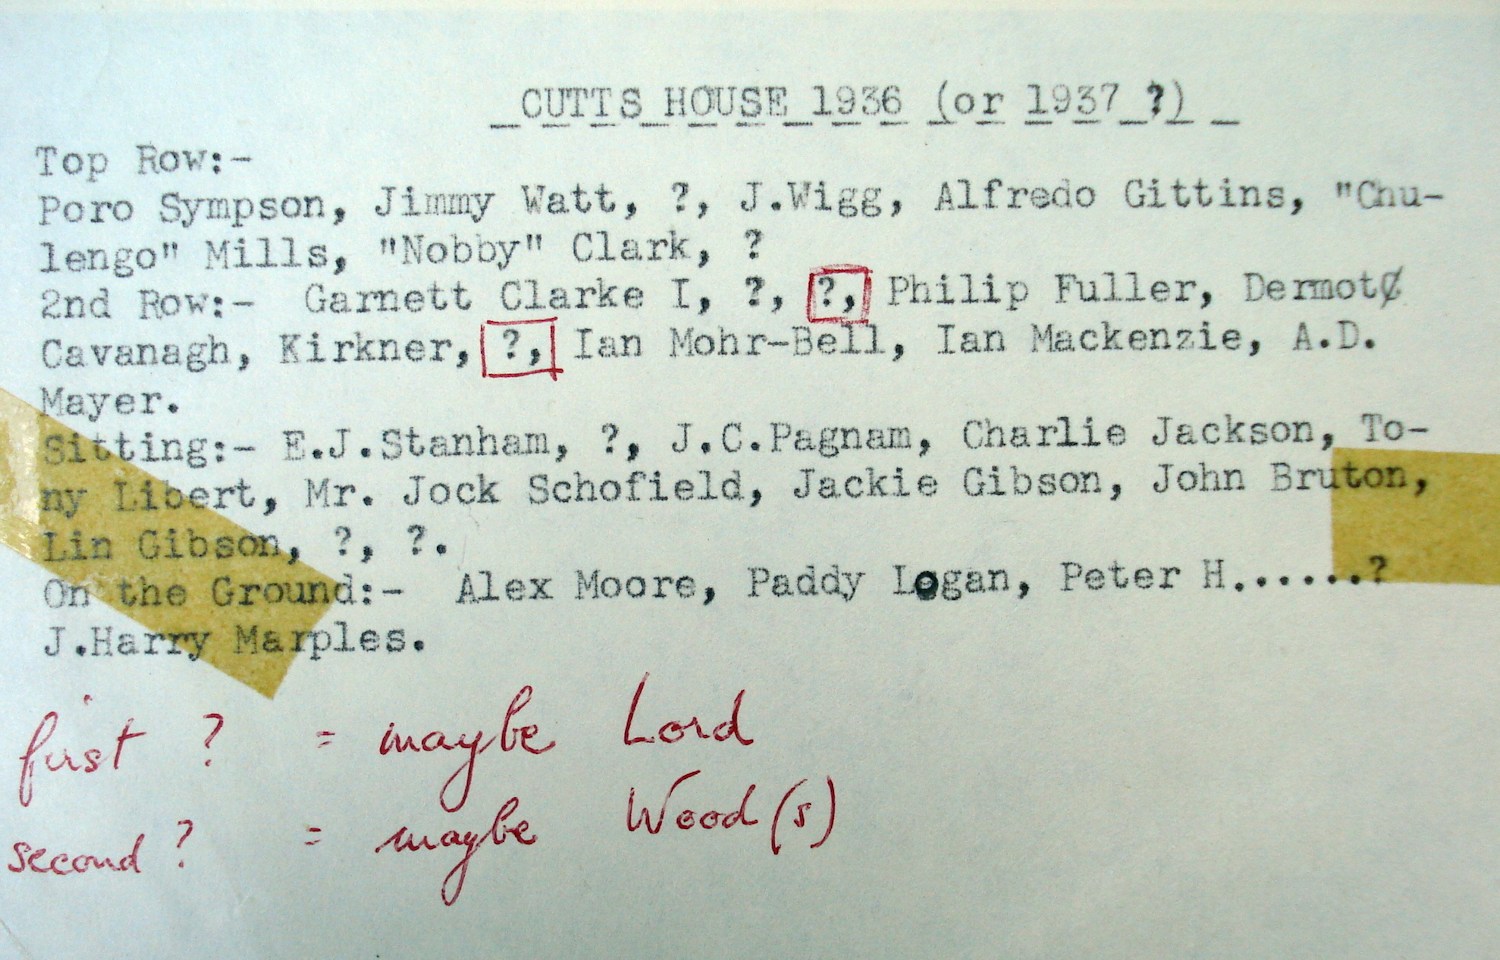 CUTTS HOUSE 1936 (or 1937 ?)
Top Row:-
Poro Sympson, Jimmy Watt, ?, J.Wigg, Alfredo Gittins, "Chu-
lengo" Mills, "Nobby" Clark, ?
2nd Row:- Garnett Clarke I, ?, ?, Philip Fuller, Dermot
Cavanagh, Kirkner, ?, Ian Mohr-Bell, Ian Mackenzie, A.D.
Mayer.
Sitting:- E.J.Stanham, ?, J.C.Pagnam, Charlie Jackson, To-
ny Libert, Mr. Jock Schofield, Jackie Gibson, John Bruton,
Lin Gibson, ?, ?.
On the Ground:- Alex Moore, Paddy Logan, Peter H......?
J.Harry Marples.
first ? = maybe Lord
second ? = maybe Wood(s)